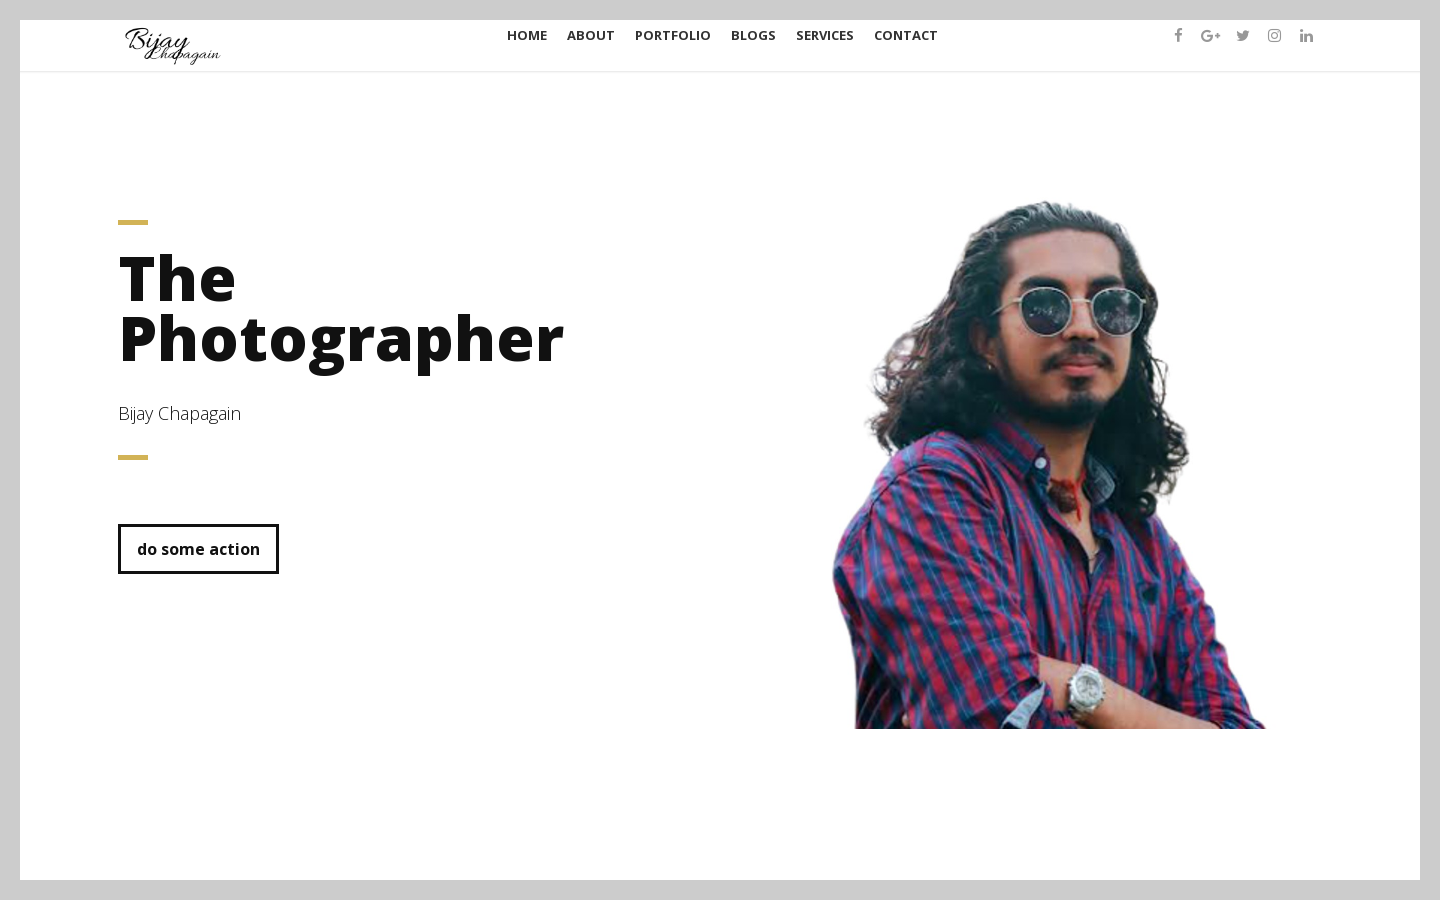 Bijay
Chapagain
HOME ABOUT PORTFOLIO BLOGS SERVICES CONTACT
The
Photographer
Bijay Chapagain
do some action